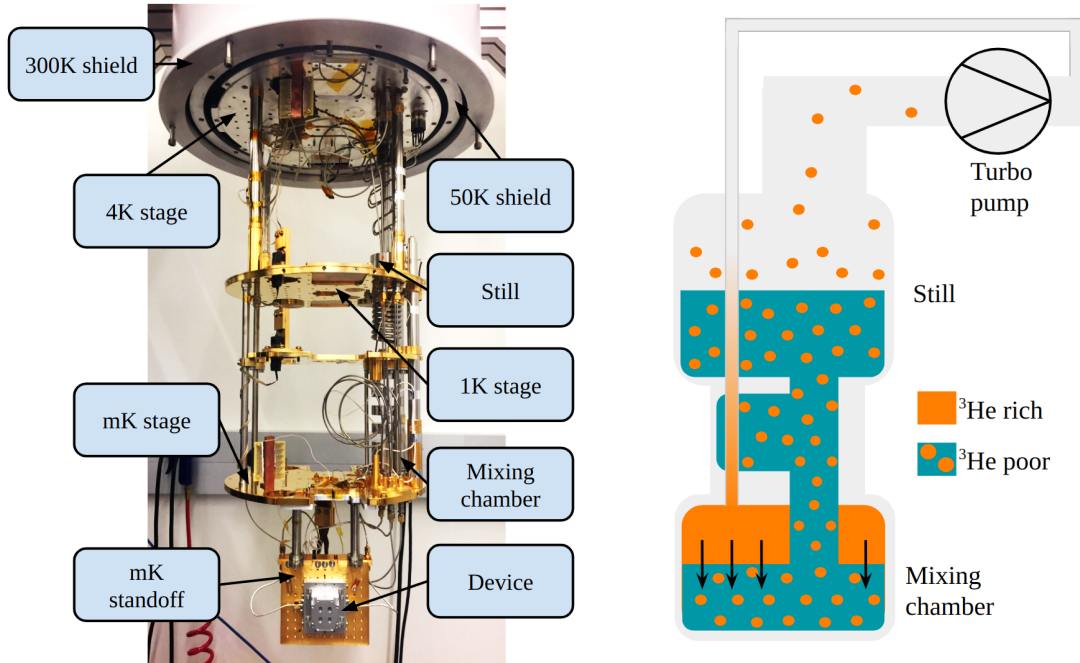 300K shield
4K stage
50K shield
Still
1K stage
mK stage
Mixing
chamber
mK
standoff
Device
Turbo
pump
Still
³He rich
³He poor
Mixing
chamber